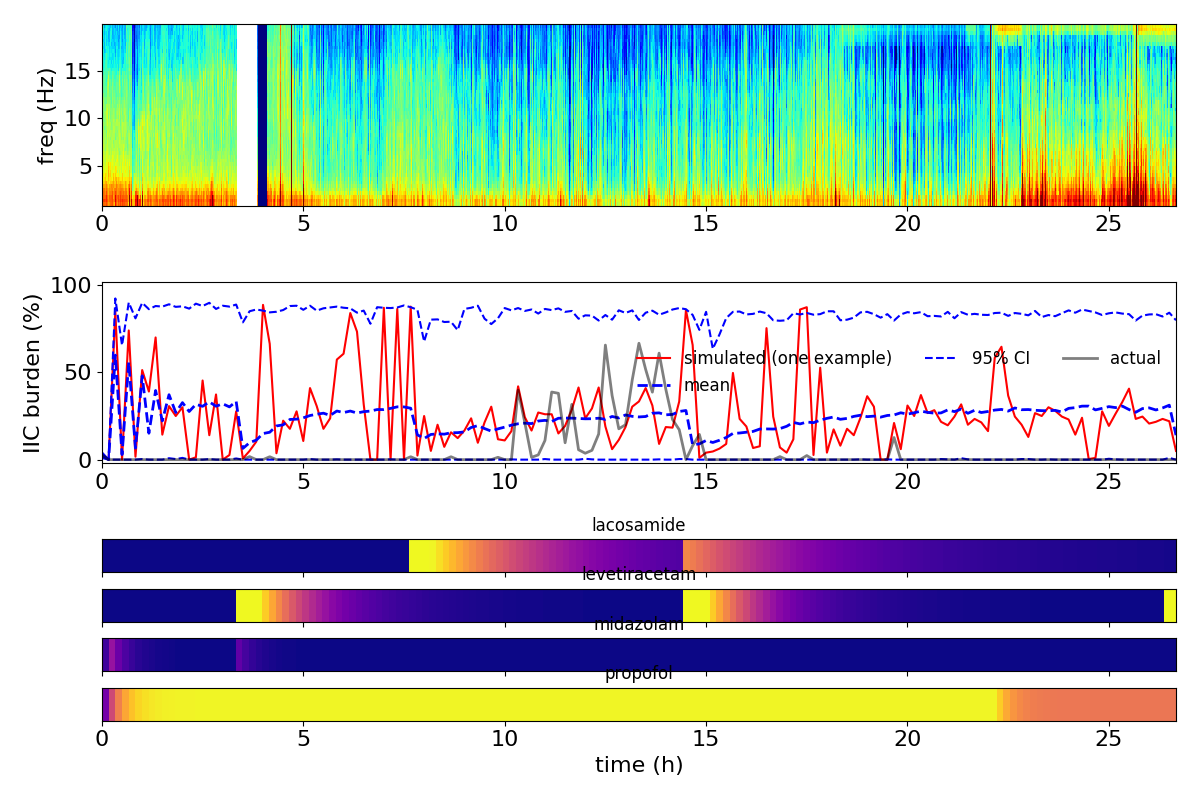 freq (Hz)
15
10
5
0 5 10 15 20 25
IIC burden (%)
100
50
0
simulated (one example) 95% CI actual
mean
0 5 10 15 20 25
lacosamide
levetiracetam
midazolam
propofol
0 5 10 15 20 25
time (h)